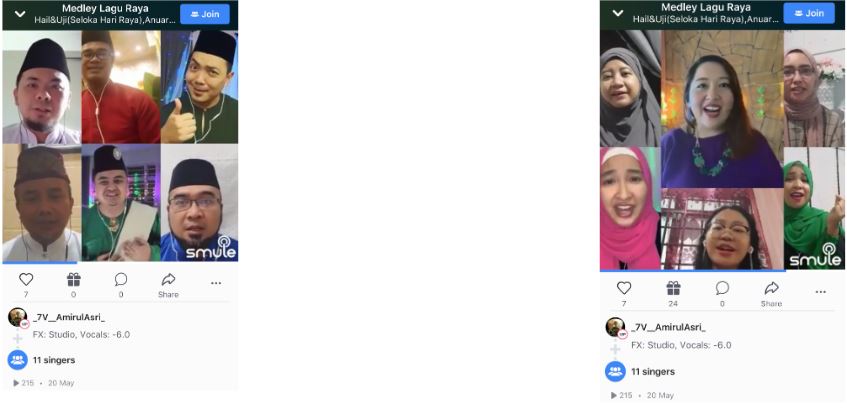 Medley Lagu Raya
Hail&Uji(Seloka Hari Raya),Anuar...
Join
smule
7
0
0
Share
_7V__AmirulAsri_
VIP
FX: Studio, Vocals: -6.0
11 singers
215 • 20 May
Medley Lagu Raya
Hail&Uji(Seloka Hari Raya),Anuar...
Join
smule
7
24
0
Share
_7V__AmirulAsri_
VIP
FX: Studio, Vocals: -6.0
11 singers
215 • 20 May